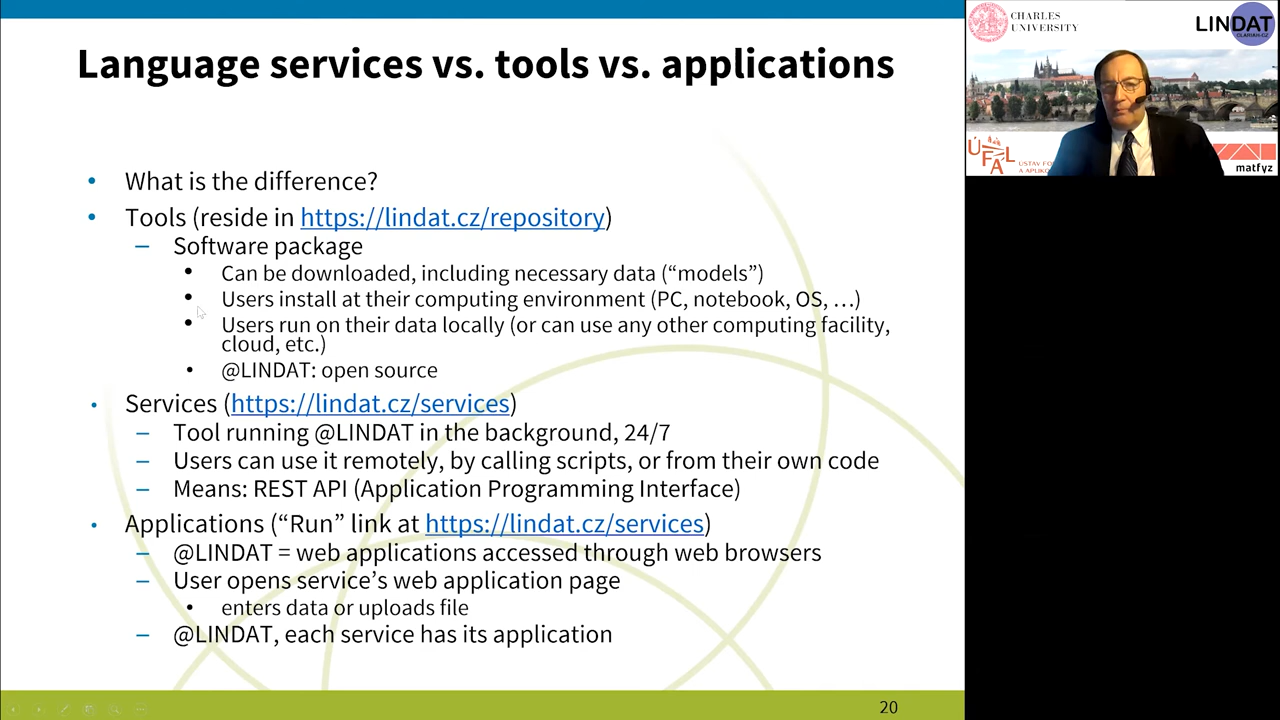 Language services vs. tools vs. applications
• What is the difference?
• Tools (reside in https://lindat.cz/repository)
– Software package
• Can be downloaded, including necessary data (“models”)
• Users install at their computing environment (PC, notebook, OS, …)
• Users run on their data locally (or can use any other computing facility,
cloud, etc.)
• @LINDAT: open source
• Services (https://lindat.cz/services)
– Tool running @LINDAT in the background, 24/7
– Users can use it remotely, by calling scripts, or from their own code
– Means: REST API (Application Programming Interface)
• Applications (“Run” link at https://lindat.cz/services)
– @LINDAT = web applications accessed through web browsers
– User opens service’s web application page
• enters data or uploads file
– @LINDAT, each service has its application
20
CHARLES
UNIVERSITY
LINDAT
CLARIAH-CZ
ÚFAL
matfyz